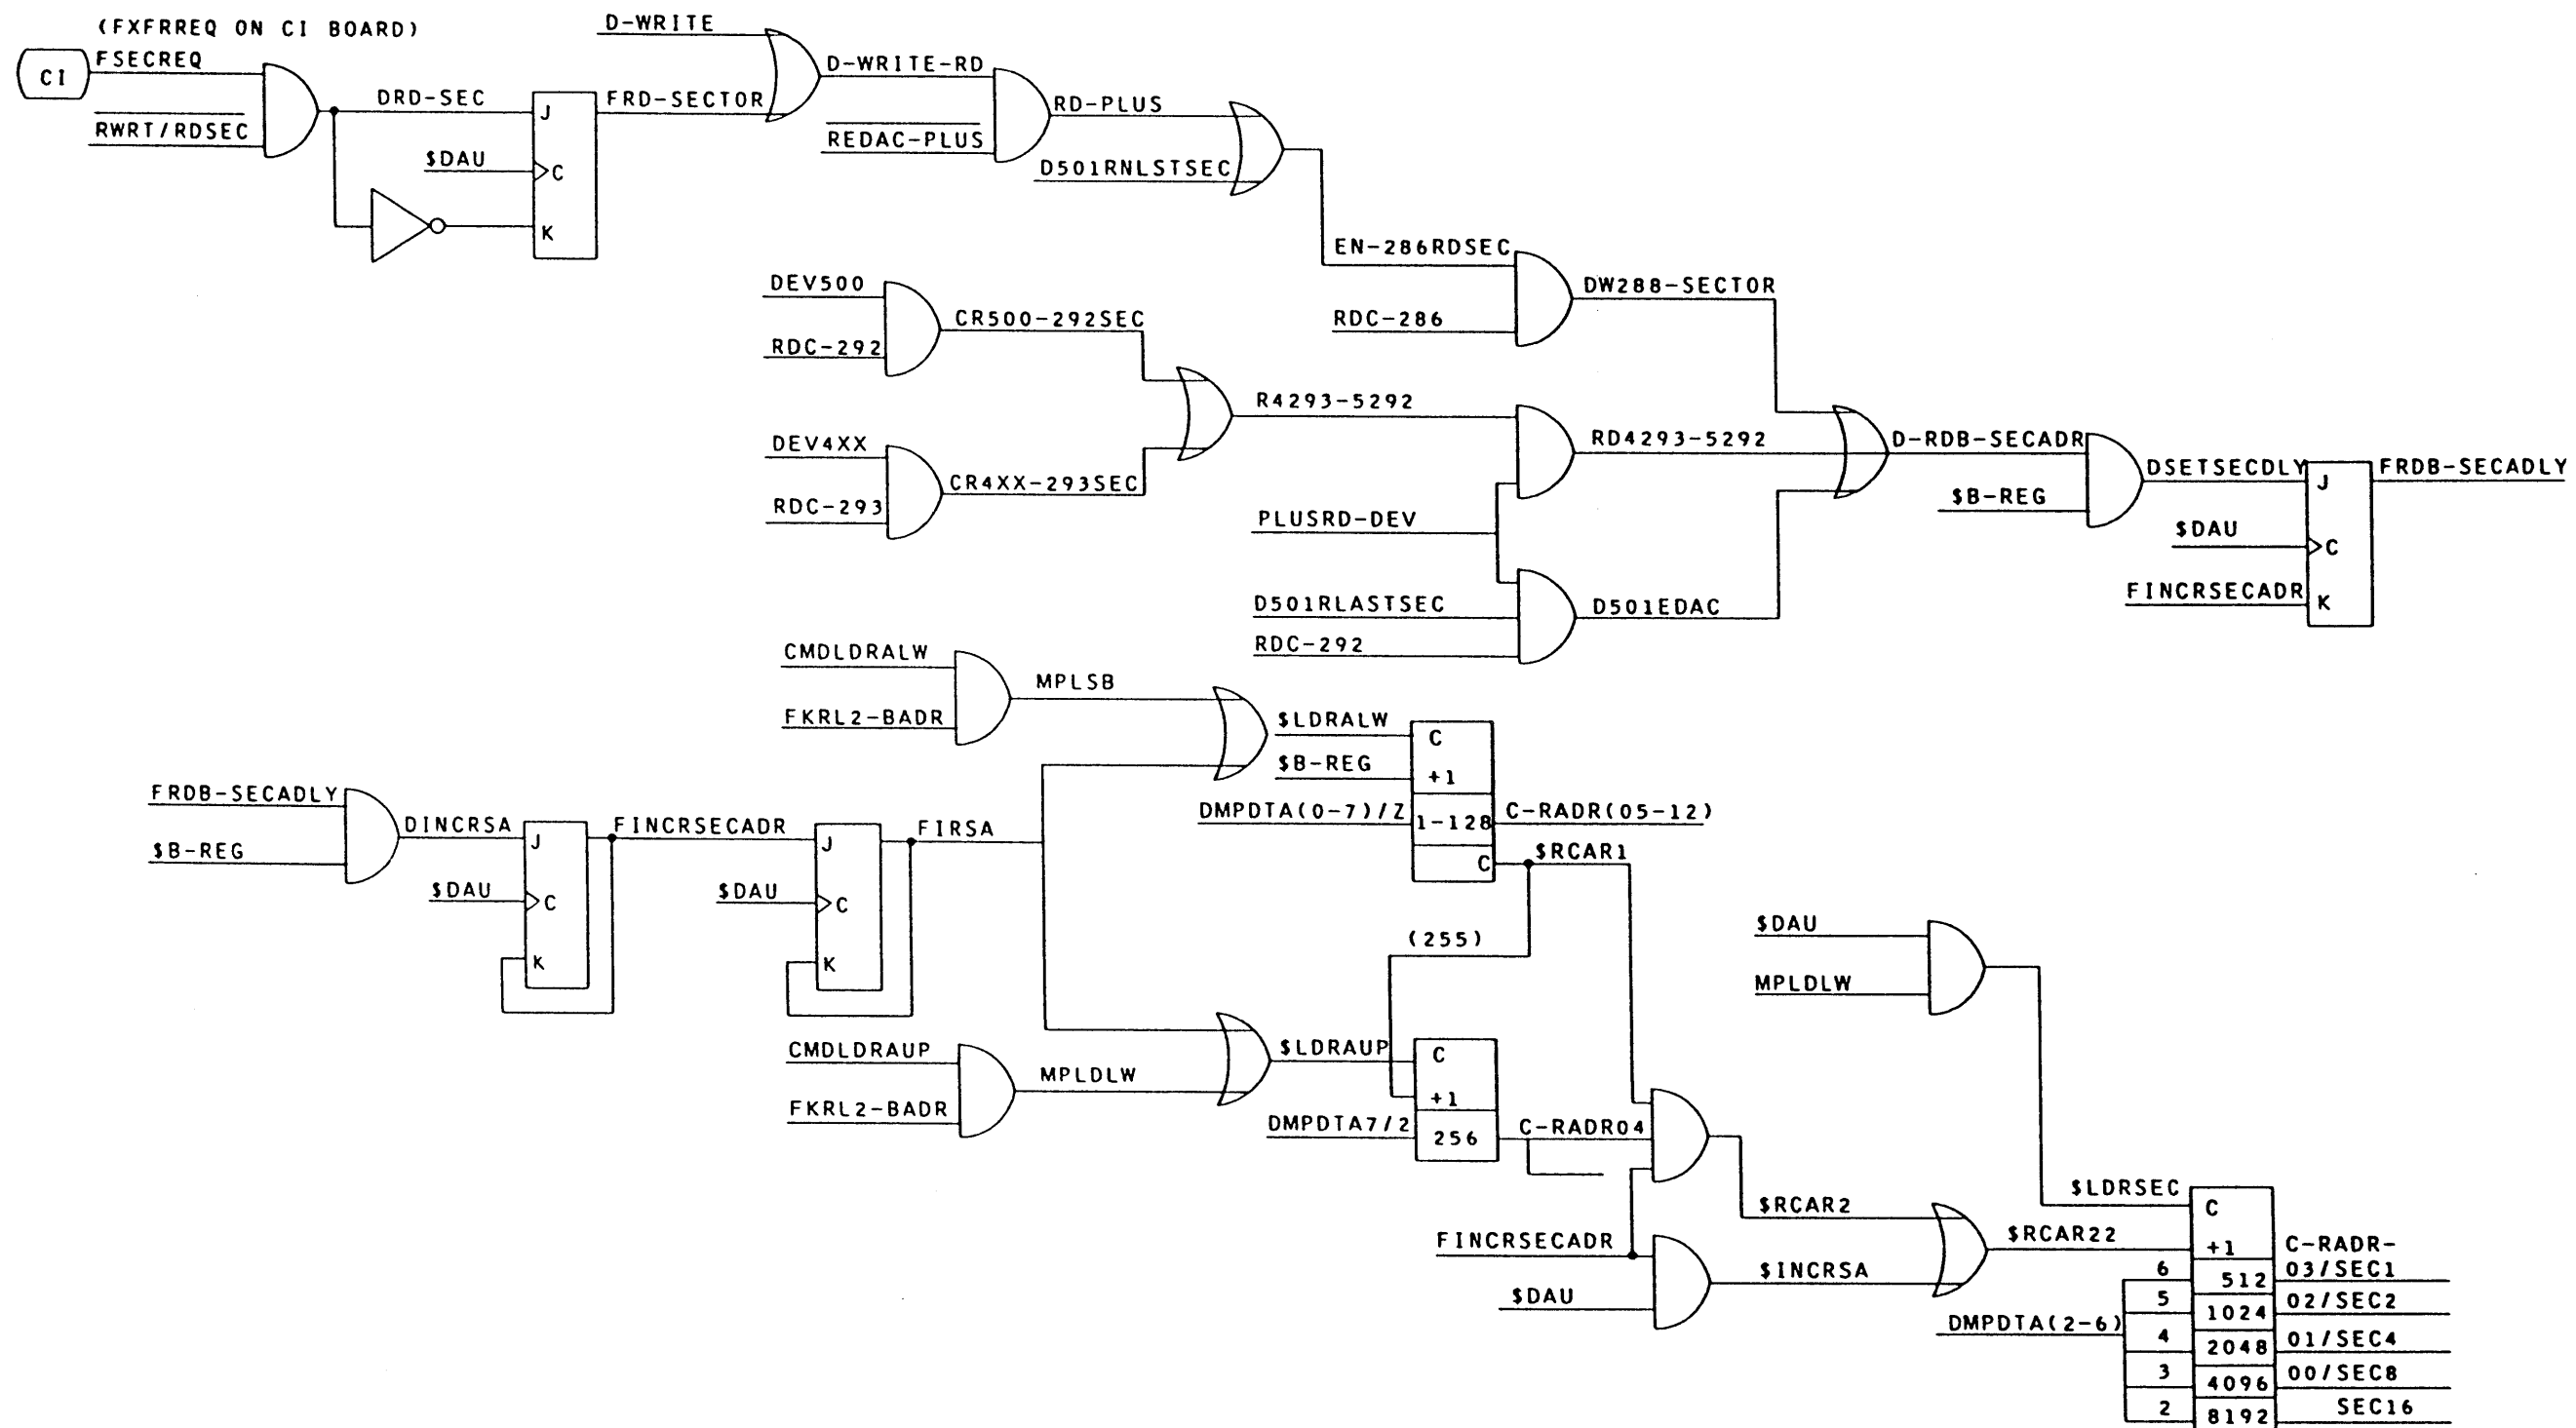 (FXFRREQ ON CI BOARD)
CI
FSECREQ
RWRT/RDSEC
DRD-SEC
$DAU
J
C
K
FRD-SECTOR
D-WRITE
D-WRITE-RD
REDAC-PLUS
RD-PLUS
D501RNLSTSEC
EN-286RDSEC
RDC-286
DW288-SECTOR
DEV500
RDC-292
CR500-292SEC
DEV4XX
RDC-293
CR4XX-293SEC
R4293-5292
PLUSRD-DEV
RD4293-5292
D501RLASTSEC
RDC-292
D501EDAC
D-RDB-SECADR
$B-REG
DSETSECDLY
$DAU
FINCRSECADR
J
C
K
FRDB-SECADLY
CMDLDRALW
FKRL2-BADR
MPLSB
$LDRALW
$B-REG
DMPDTA(0-7)/Z
C
+1
1-128
C
C-RADR(05-12)
$RCAR1
(255)
FRDB-SECADLY
$B-REG
DINCRSA
$DAU
J
C
K
FINCRSECADR
$DAU
J
C
K
FIRSA
CMDLDRAUP
FKRL2-BADR
MPLDLW
$LDRAUP
DMPDTA7/2
C
+1
256
C-RADR04
$DAU
MPLDLW
FINCRSECADR
$DAU
$RCAR2
$INCRSA
$LDRSEC
$RCAR22
C
+1
C-RADR-
6 512 03/SEC1
5 1024 02/SEC2
DMPDTA(2-6)
4 2048 01/SEC4
3 4096 00/SEC8
2 8192 SEC16